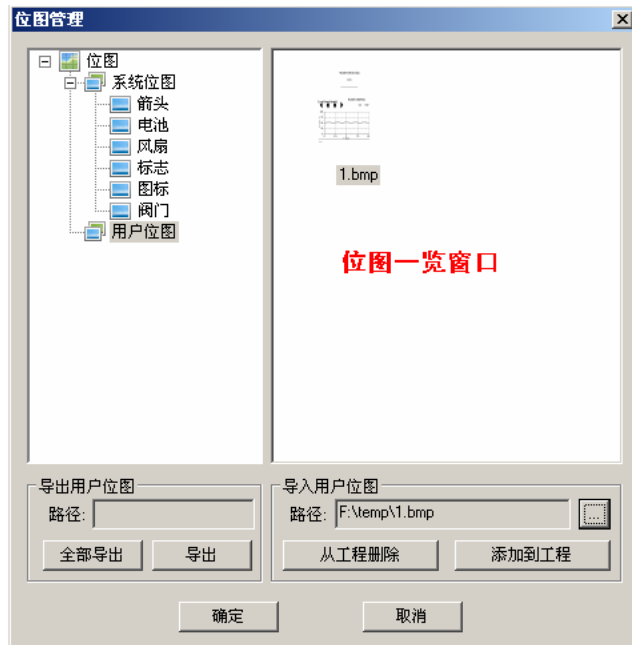 位图管理
位图
系统位图
箭头
电池
风扇
标志
图标
阀门
用户位图
1.bmp
位图一览窗口
导出用户位图
路径:
全部导出
导出
导入用户位图
路径: F:\temp\1.bmp
...
从工程删除
添加到工程
确定
取消